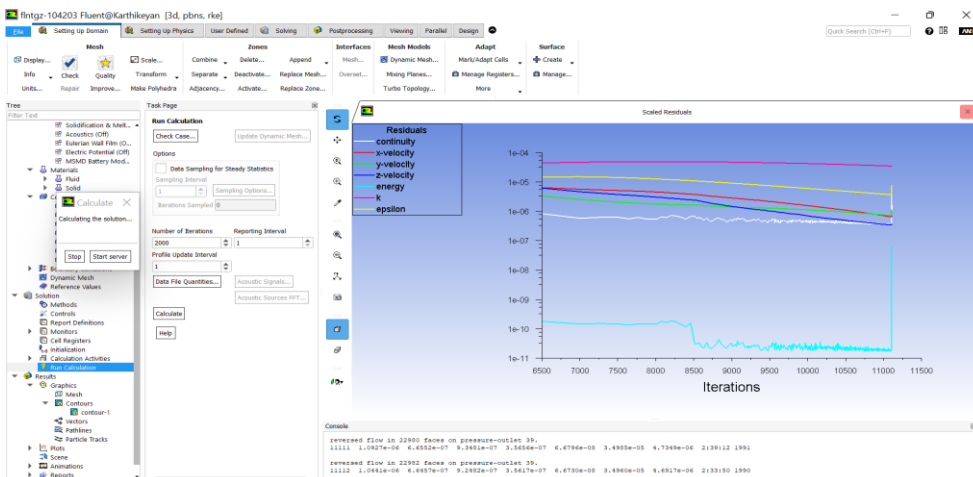 flntgz-104203 Fluent@Karthikeyan [3d, pbns, rke]
File Setting Up Domain Setting Up Physics User Defined Solving Postprocessing Viewing Parallel Design
Quick Search (Ctrl+F)
Mesh Zones Interfaces Mesh Models Adapt Surface
Display... Scale... Combine Delete... Append Mesh... Dynamic Mesh... Mark/Adapt Cells Create
Info Check Quality Transform Separate Deactivate... Replace Mesh... Overset... Mixing Planes... Manage Registers... Manage...
Units... Repair Improve... Make Polyhedra Adjacency... Activate... Replace Zone... Turbo Topology... More
Tree
Filter Text
Solidification & Melt...
Acoustics (Off)
Eulerian Wall Film (O...
Electric Potential (Off)
MSMD Battery Mod...
Materials
Fluid
Solid
Calculate
Calculating the solution...
Stop Start server
Dynamic Mesh
Reference Values
Solution
Methods
Controls
Report Definitions
Monitors
Cell Registers
Initialization
Calculation Activities
Run Calculation
Results
Graphics
Mesh
Contours
contour-1
Vectors
Pathlines
Particle Tracks
Plots
Scene
Animations
Reports
Task Page
Run Calculation
Check Case... Update Dynamic Mesh...
Options
Data Sampling for Steady Statistics
Sampling Interval
1 Sampling Options...
Iterations Sampled 0
Number of Iterations Reporting Interval
2000 1
Profile Update Interval
1
Data File Quantities... Acoustic Signals...
Acoustic Sources FFT...
Calculate
Help
Scaled Residuals
Residuals
continuity
x-velocity
y-velocity
z-velocity
energy
k
epsilon
1e-04
1e-05
1e-06
1e-07
1e-08
1e-09
1e-10
1e-11
6500 7000 7500 8000 8500 9000 9500 10000 10500 11000 11500
Iterations
Console
reversed flow in 22980 faces on pressure-outlet 39.
11111 1.0927e-06 6.6552e-07 9.3481e-07 3.5656e-07 6.6796e-08 3.4985e-05 4.7349e-06 2:39:12 1991
reversed flow in 22982 faces on pressure-outlet 39.
11112 1.0641e-06 6.6457e-07 9.2482e-07 3.5617e-07 6.6730e-08 3.4960e-05 4.6917e-06 2:33:50 1990